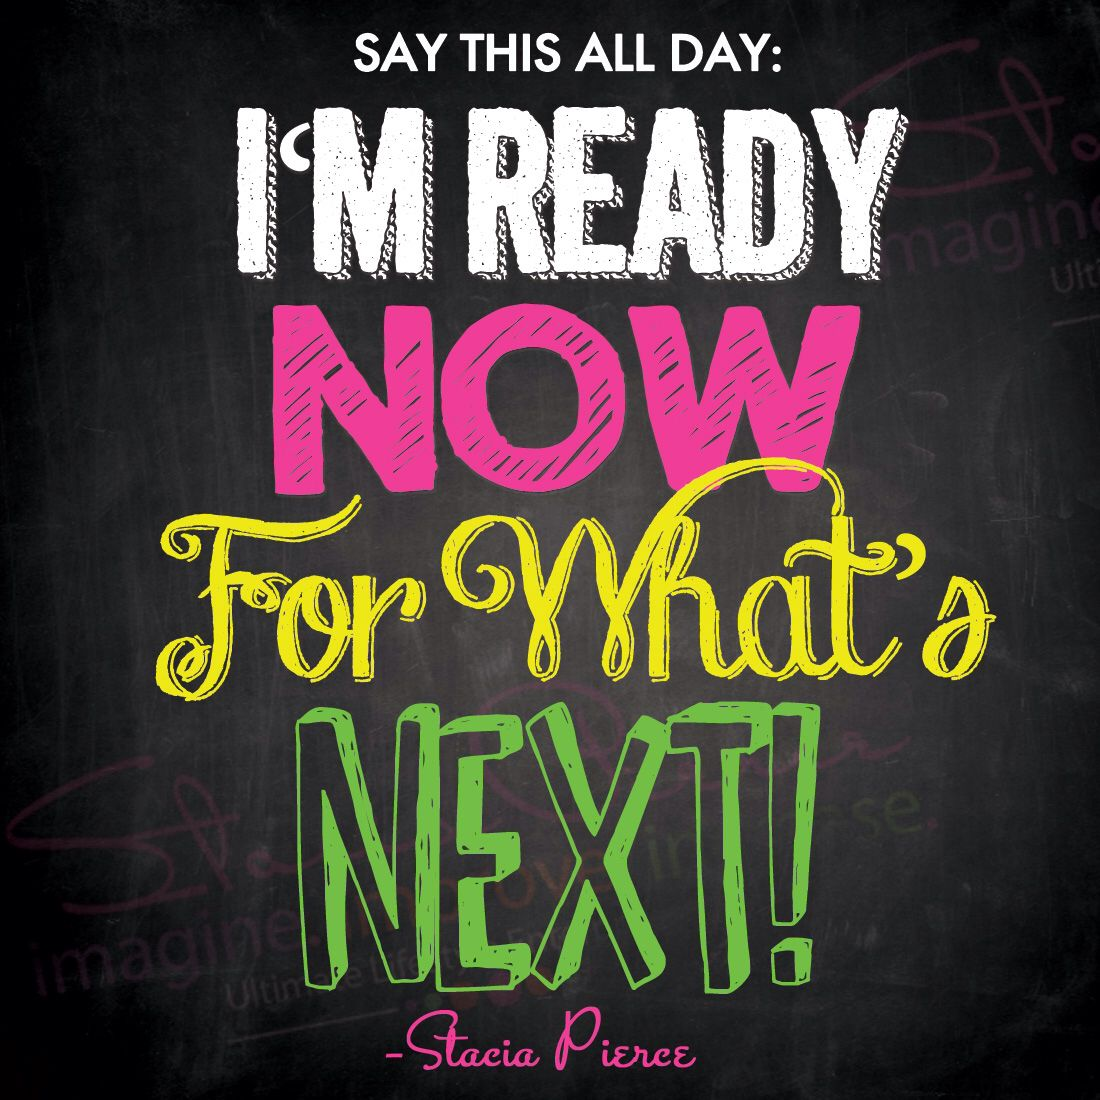 SAY THIS ALL DAY:
I‘M READY
NOW
For What's
NEXT!
-Stacia Pierce